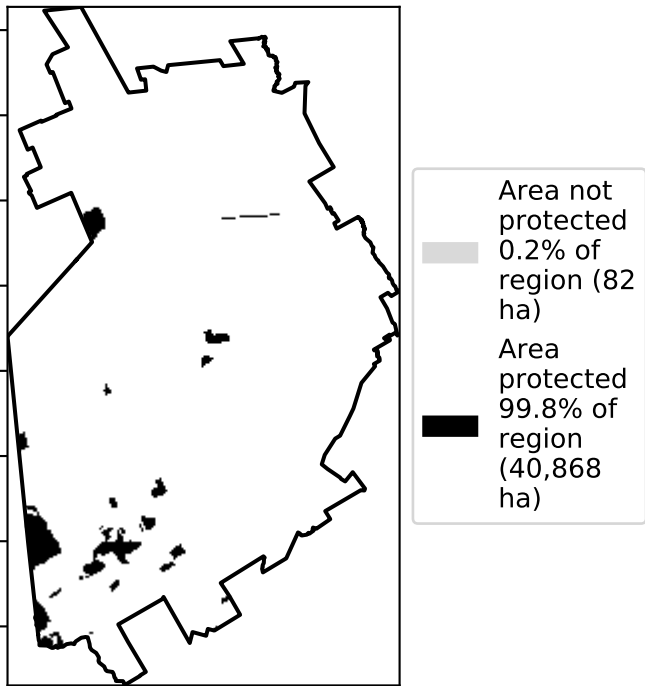 Area not
protected
0.2% of
region (82
ha)
Area
protected
99.8% of
region
(40,868
ha)